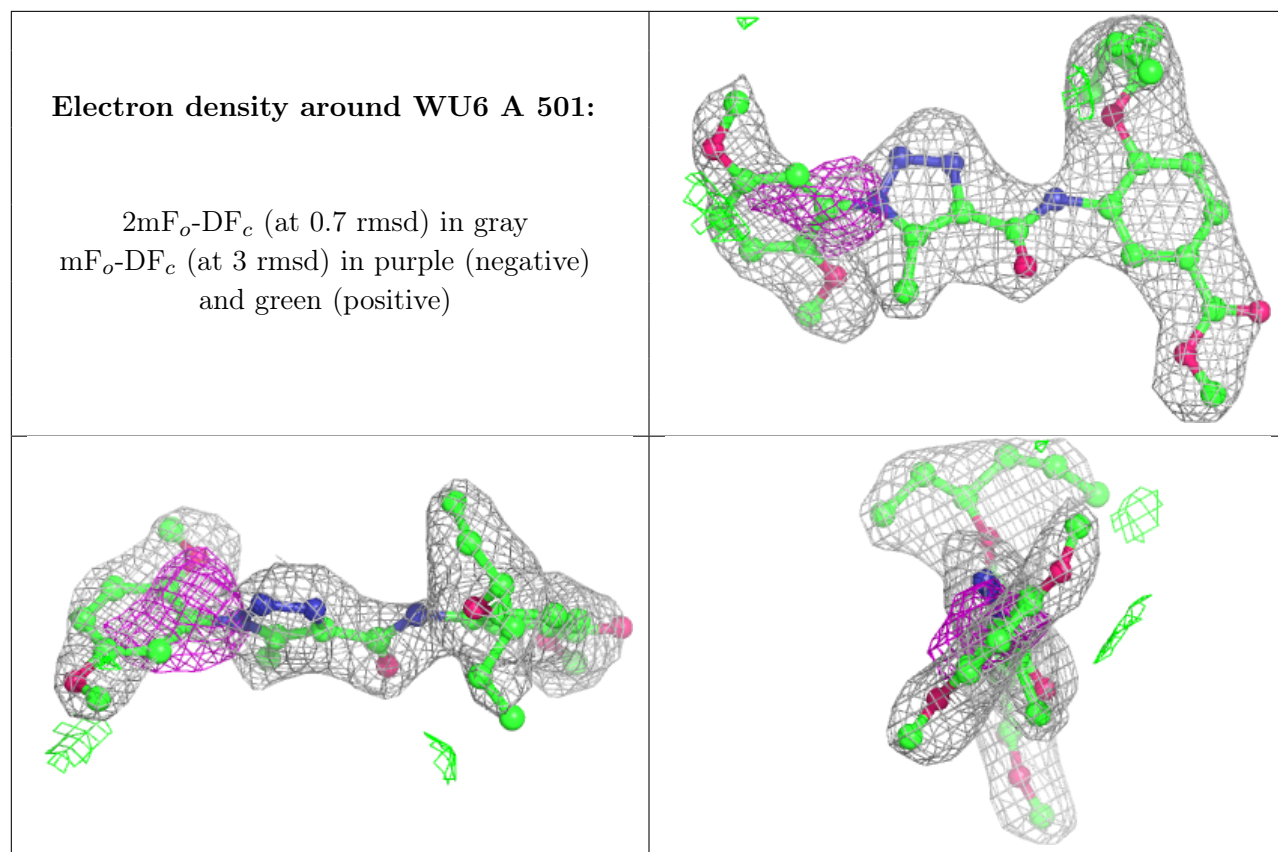 Electron density around WU6 A 501:
2mFo-DFc (at 0.7 rmsd) in gray
mFo-DFc (at 3 rmsd) in purple (negative)
and green (positive)